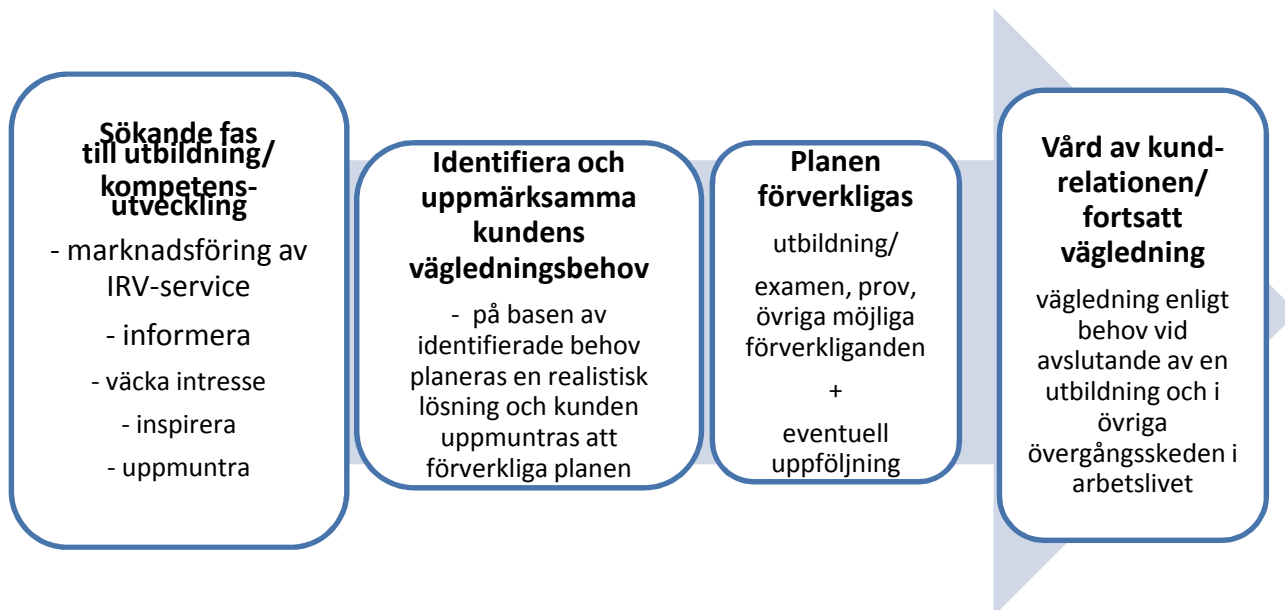 Sökande fas
till utbildning/
kompetens-
utveckling
- marknadsföring av
IRV-service
- informera
- väcka intresse
- inspirera
- uppmuntra
Identifiera och
uppmärksamma
kundens
vägledningsbehov
- på basen av
identifierade behov
planeras en realistisk
lösning och kunden
uppmuntras att
förverkliga planen
Planen
förverkligas
utbildning/
examen, prov,
övriga möjliga
förverkliganden
+
eventuell
uppföljning
Vård av kund-
relationen/
fortsatt
vägledning
vägledning enligt
behov vid
avslutande av en
utbildning och i
övriga
övergångsskeden i
arbetslivet